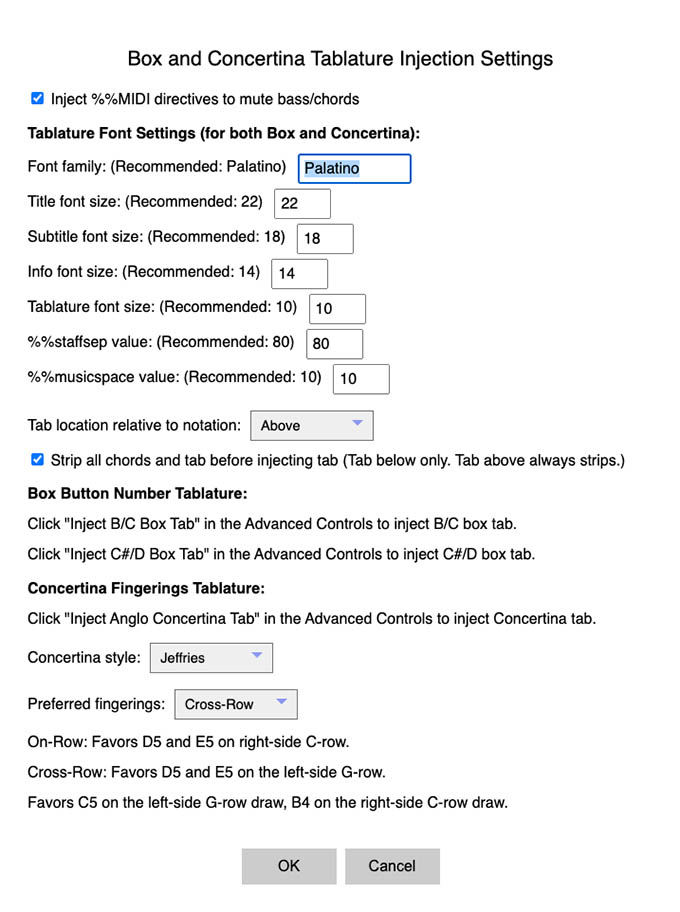 Box and Concertina Tablature Injection Settings
Inject %%MIDI directives to mute bass/chords
Tablature Font Settings (for both Box and Concertina):
Font family: (Recommended: Palatino) Palatino
Title font size: (Recommended: 22) 22
Subtitle font size: (Recommended: 18) 18
Info font size: (Recommended: 14) 14
Tablature font size: (Recommended: 10) 10
%%staffsep value: (Recommended: 80) 80
%%musicspace value: (Recommended: 10) 10
Tab location relative to notation: Above
Strip all chords and tab before injecting tab (Tab below only. Tab above always strips.)
Box Button Number Tablature:
Click "Inject B/C Box Tab" in the Advanced Controls to inject B/C box tab.
Click "Inject C#/D Box Tab" in the Advanced Controls to inject C#/D box tab.
Concertina Fingerings Tablature:
Click "Inject Anglo Concertina Tab" in the Advanced Controls to inject Concertina tab.
Concertina style: Jeffries
Preferred fingerings: Cross-Row
On-Row: Favors D5 and E5 on right-side C-row.
Cross-Row: Favors D5 and E5 on the left-side G-row.
Favors C5 on the left-side G-row draw, B4 on the right-side C-row draw.
OK Cancel